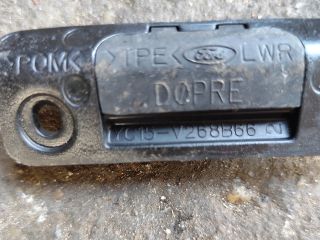 >POM< >TPE< Ford LWR
DOPRE
7C15-V268B66